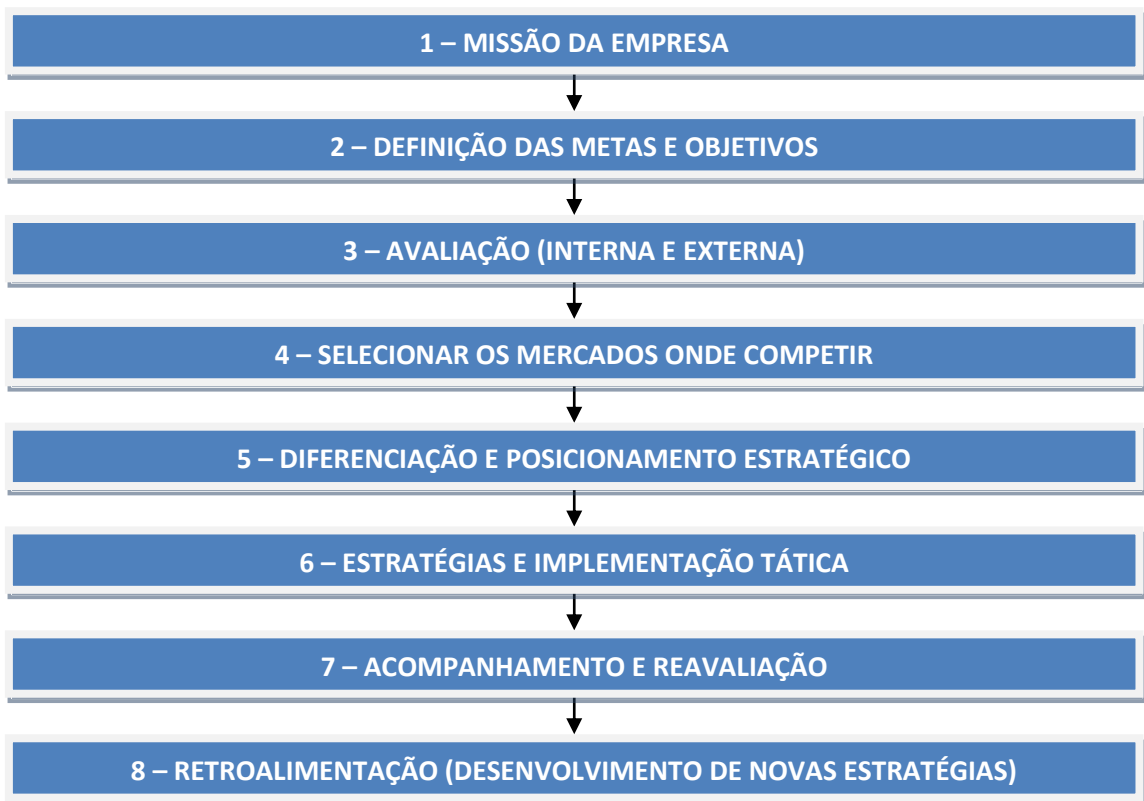 1 – MISSÃO DA EMPRESA
2 – DEFINIÇÃO DAS METAS E OBJETIVOS
3 – AVALIAÇÃO (INTERNA E EXTERNA)
4 – SELECIONAR OS MERCADOS ONDE COMPETIR
5 – DIFERENCIAÇÃO E POSICIONAMENTO ESTRATÉGICO
6 – ESTRATÉGIAS E IMPLEMENTAÇÃO TÁTICA
7 – ACOMPANHAMENTO E REAVALIAÇÃO
8 – RETROALIMENTAÇÃO (DESENVOLVIMENTO DE NOVAS ESTRATÉGIAS)